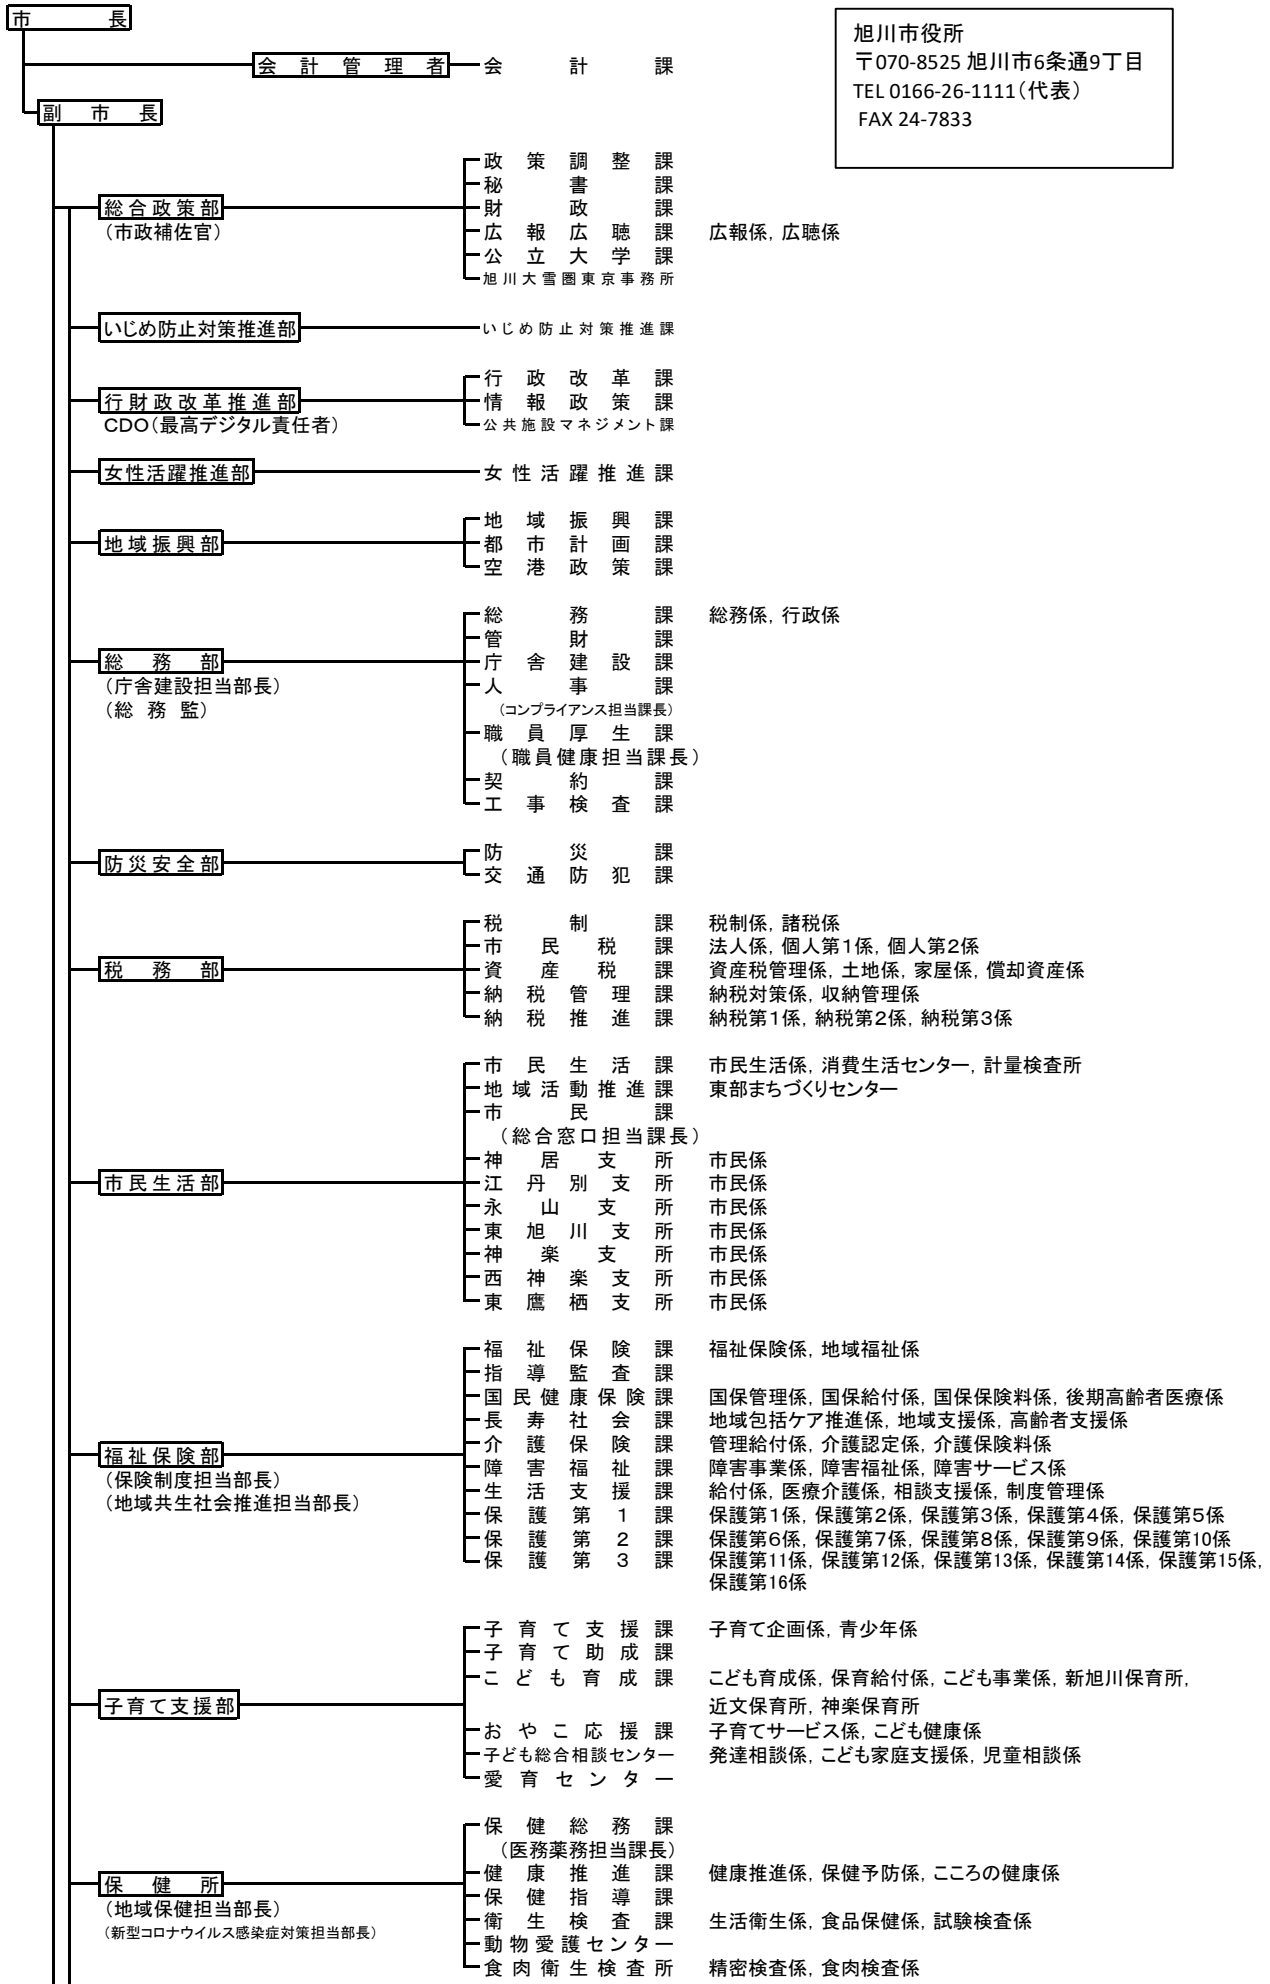 市長
旭川市役所
〒070-8525 旭川市6条通9丁目
TEL 0166-26-1111(代表)
FAX 24-7833
会計管理者 会計課
副市長
政策調整課
秘書課
総合政策部 財政課
(市政補佐官) 広報広聴課 広報係, 広聴係
公立大学課
旭川大雪圏東京事務所
いじめ防止対策推進部 いじめ防止対策推進課
行政改革課
行財政改革推進部 情報政策課
CDO(最高デジタル責任者) 公共施設マネジメント課
女性活躍推進部 女性活躍推進課
地域振興課
地域振興部 都市計画課
空港政策課
総務課 総務係, 行政係
管財課
総務部 庁舎建設課
(庁舎建設担当部長) 人事課
(総務監) (コンプライアンス担当課長)
職員厚生課
(職員健康担当課長)
契約課
工事検査課
防災課
防災安全部
交通防犯課
税制課 税制係, 諸税係
市民税課 法人係, 個人第1係, 個人第2係
税務部 資産税課 資産税管理係, 土地係, 家屋係, 償却資産係
納税管理課 納税対策係, 収納管理係
納税推進課 納税第1係, 納税第2係, 納税第3係
市民生活課 市民生活係, 消費生活センター, 計量検査所
地域活動推進課 東部まちづくりセンター
市民課
(総合窓口担当課長)
神居支所 市民係
市民生活部 江丹別支所 市民係
永山支所 市民係
東旭川支所 市民係
神楽支所 市民係
西神楽支所 市民係
東鷹栖支所 市民係
福祉保険課 福祉保険係, 地域福祉係
指導監査課
国民健康保険課 国保管理係, 国保給付係, 国保保険料係, 後期高齢者医療係
長寿社会課 地域包括ケア推進係, 地域支援係, 高齢者支援係
介護保険課 管理給付係, 介護認定係, 介護保険料係
福祉保険部
(保険制度担当部長) 障害福祉課 障害事業係, 障害福祉係, 障害サービス係
(地域共生社会推進担当部長) 生活支援課 給付係, 医療介護係, 相談支援係, 制度管理係
保護第1課 保護第1係, 保護第2係, 保護第3係, 保護第4係, 保護第5係
保護第2課 保護第6係, 保護第7係, 保護第8係, 保護第9係, 保護第10係
保護第3課 保護第11係, 保護第12係, 保護第13係, 保護第14係, 保護第15係,
保護第16係
子育て支援課 子育て企画係, 青少年係
子育て助成課
こども育成課 こども育成係, 保育給付係, こども事業係, 新旭川保育所,
子育て支援部 近文保育所, 神楽保育所
おやこ応援課 子育てサービス係, こども健康係
子ども総合相談センター 発達相談係, こども家庭支援係, 児童相談係
愛育センター
保健総務課
(医務薬務担当課長)
健康推進課 健康推進係, 保健予防係, こころの健康係
保健所 保健指導課
(地域保健担当部長) 衛生検査課 生活衛生係, 食品保健係, 試験検査係
(新型コロナウイルス感染症対策担当部長) 動物愛護センター
食肉衛生検査所 精密検査係, 食肉検査係